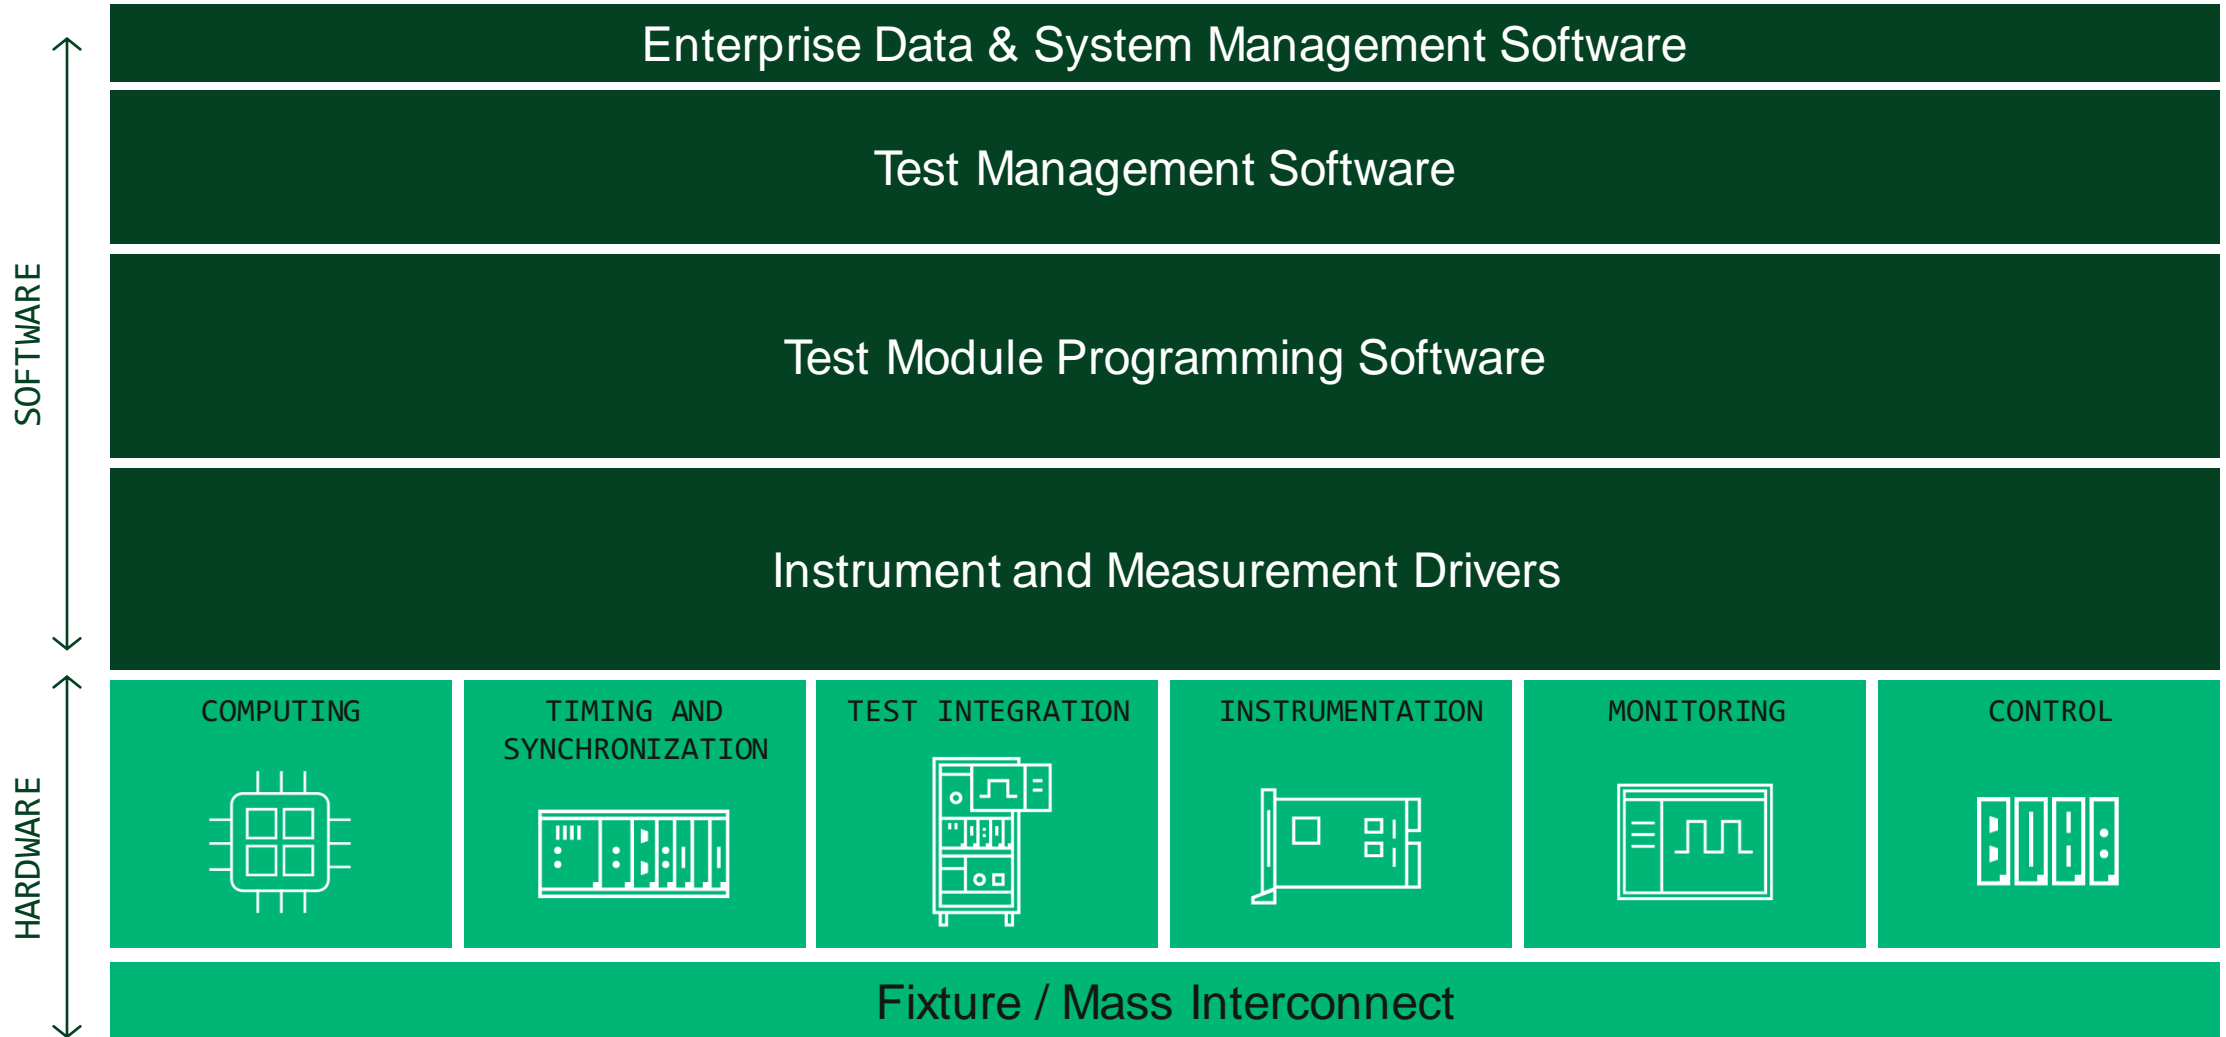 Enterprise Data & System Management Software
Test Management Software
Test Module Programming Software
Instrument and Measurement Drivers
SOFTWARE
COMPUTING
TIMING AND
SYNCHRONIZATION
TEST INTEGRATION
INSTRUMENTATION
MONITORING
CONTROL
HARDWARE
Fixture / Mass Interconnect